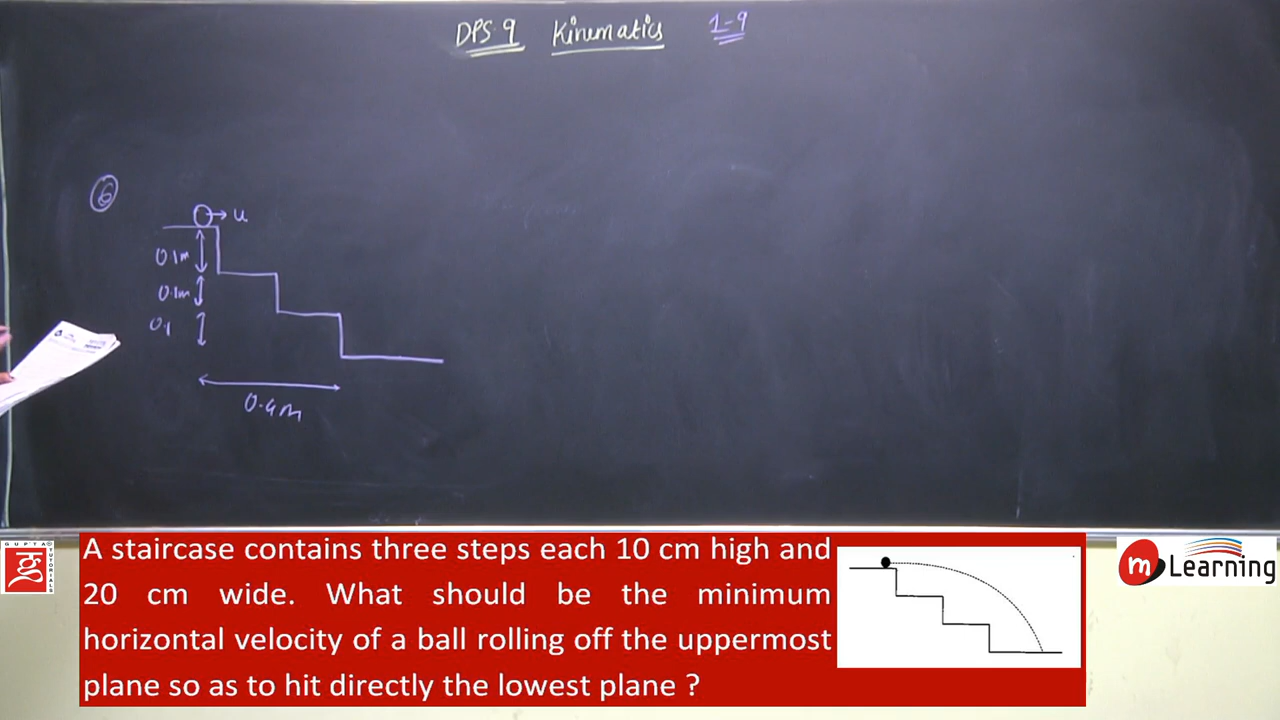 DPS-9 Kinematics 1-9
6
u
0.1m
0.1m
0.1
0.4m
A staircase contains three steps each 10 cm high and
20 cm wide. What should be the minimum
horizontal velocity of a ball rolling off the uppermost
plane so as to hit directly the lowest plane ?
GUPTA
TUTORIALS
m Learning